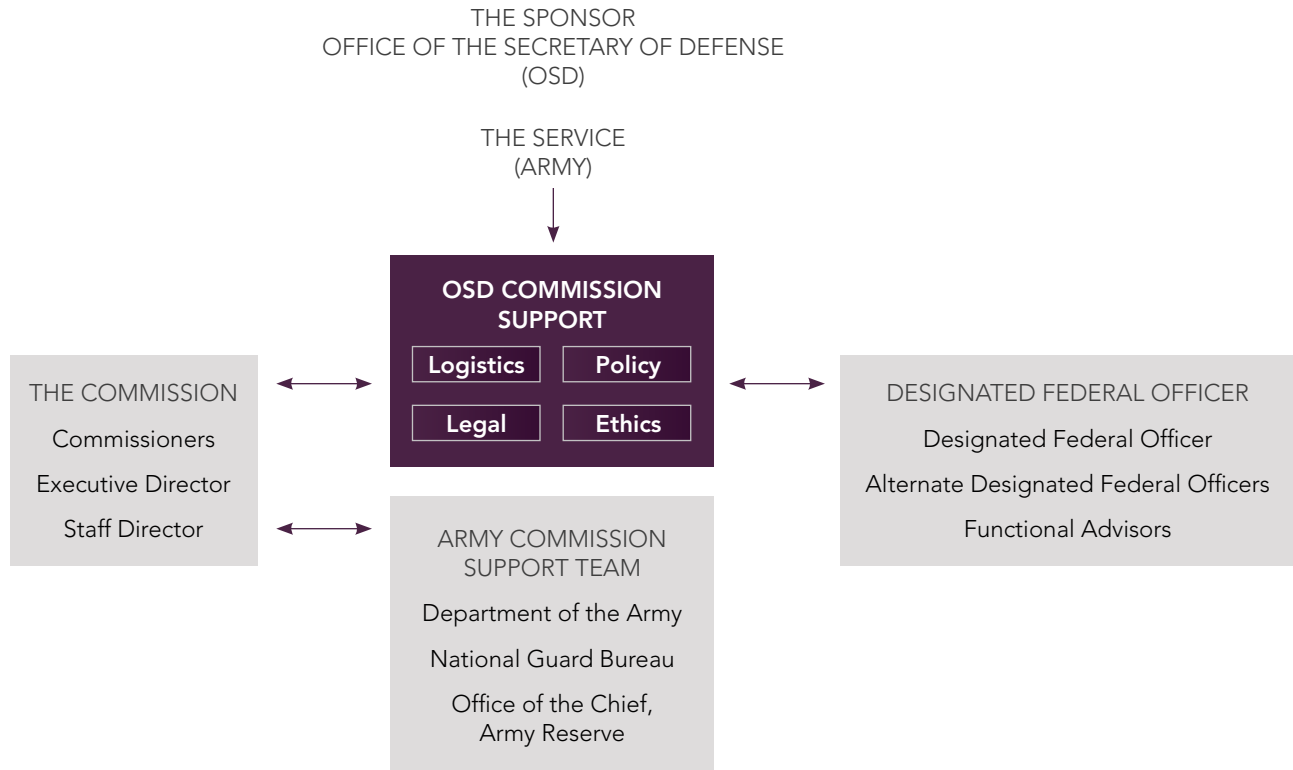 THE SPONSOR
OFFICE OF THE SECRETARY OF DEFENSE
(OSD)
THE SERVICE
(ARMY)
OSD COMMISSION
SUPPORT
Logistics
Policy
Legal
Ethics
THE COMMISSION
Commissioners
Executive Director
Staff Director
DESIGNATED FEDERAL OFFICER
Designated Federal Officer
Alternate Designated Federal Officers
Functional Advisors
ARMY COMMISSION
SUPPORT TEAM
Department of the Army
National Guard Bureau
Office of the Chief,
Army Reserve